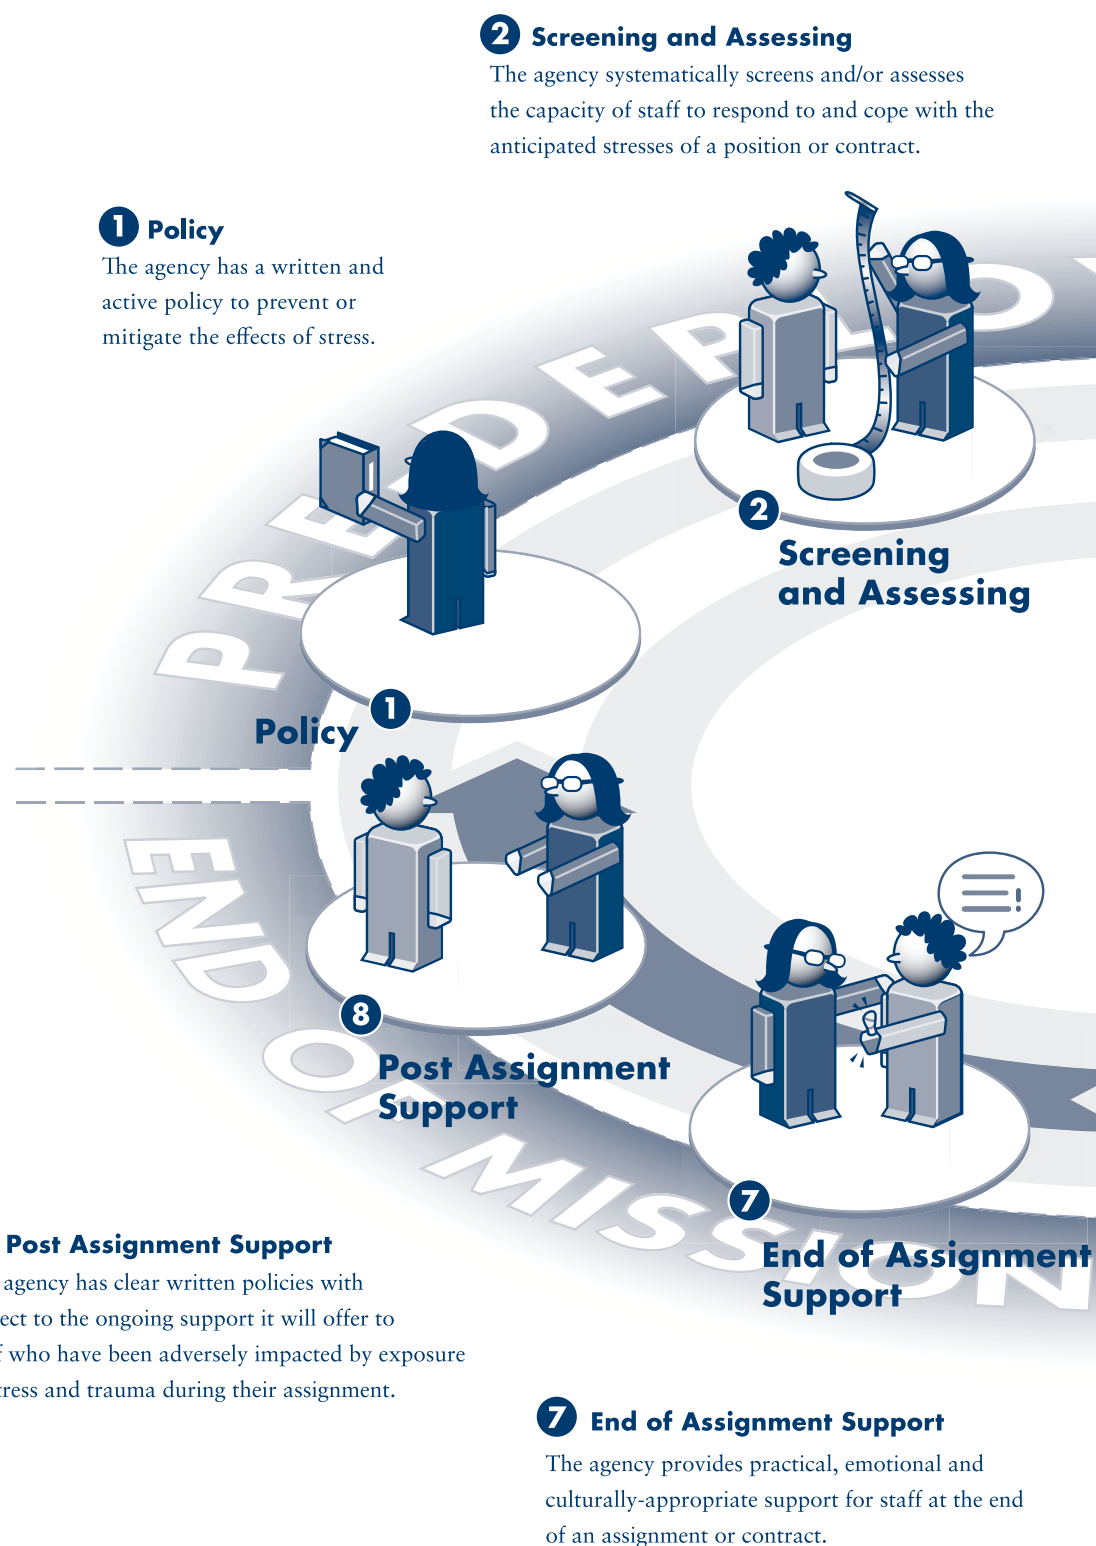 2 Screening and Assessing
The agency systematically screens and/or assesses
the capacity of staff to respond to and cope with the
anticipated stresses of a position or contract.
1 Policy
The agency has a written and
active policy to prevent or
mitigate the effects of stress.
PRE DEPLOY
2
Screening
and Assessing
1
Policy
8
Post Assignment
Support
7
End of Assignment
Support
END OF MISSION
Post Assignment Support
agency has clear written policies with
ect to the ongoing support it will offer to
who have been adversely impacted by exposure
tress and trauma during their assignment.
7 End of Assignment Support
The agency provides practical, emotional and
culturally-appropriate support for staff at the end
of an assignment or contract.